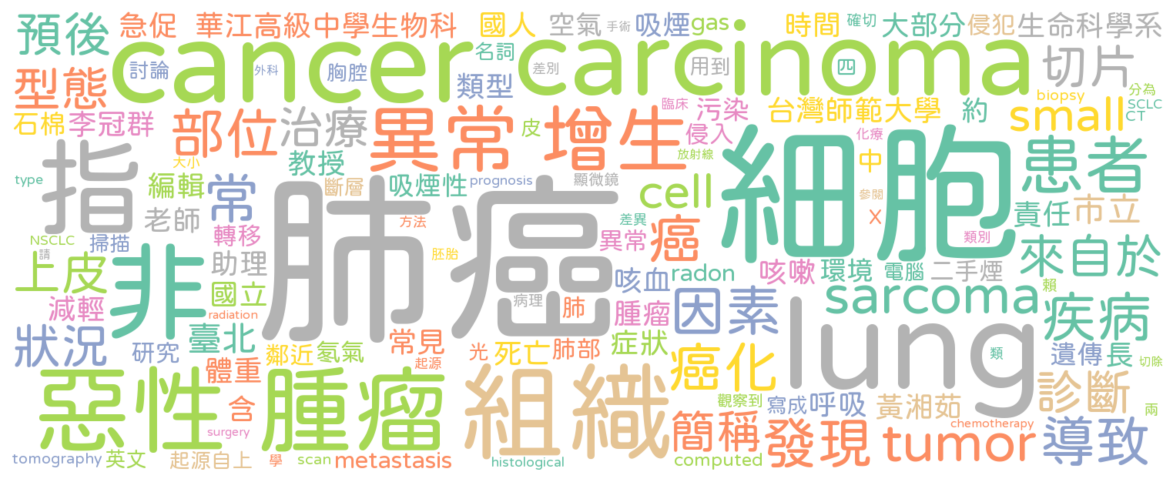 預後 急促 華江高級中學生物科 國人 空氣 手術 吸煙 gas 時間 確切 大部分 侵犯 生命科學系
cancer carcinoma
討論 外科 胸腔 名詞 類型 差別 用到 四 切片
型態 臨床 污染 台灣師範大學 約 biopsy 分為 SCLC CT
石棉 李冠群 部位 治療 異常 皮 增生 侵入 small
大小 教授 化療 放射線 中 細胞 患者
type 指 編輯 常 斷層 吸煙性 prognosis 顯微鏡 cell 參閱 責任 市立
老師 肺癌 方法 差異 癌 x 類別
NSCLC 掃描 轉移 胚胎 異常 來自於
請 上皮 非 助理 咳血 radon 咳嗽 環境 電腦 二手煙 賴
減輕 國立 病理 肺 腫瘤 因素 sarcoma 疾病
radiation lung
狀況 研究 臺北 鄰近 氡氣 常見 光 死亡 肺部 症狀 類 遺傳 長
體重 起源 癌化 切除
惡性 腫瘤 組織 觀察到 寫成 呼吸 黃湘茹 診斷 兩
含 簡稱 chemotherapy
surgery 發現 tumor 導致
tomography 英文 起源自上 學 scan metastasis histological computed